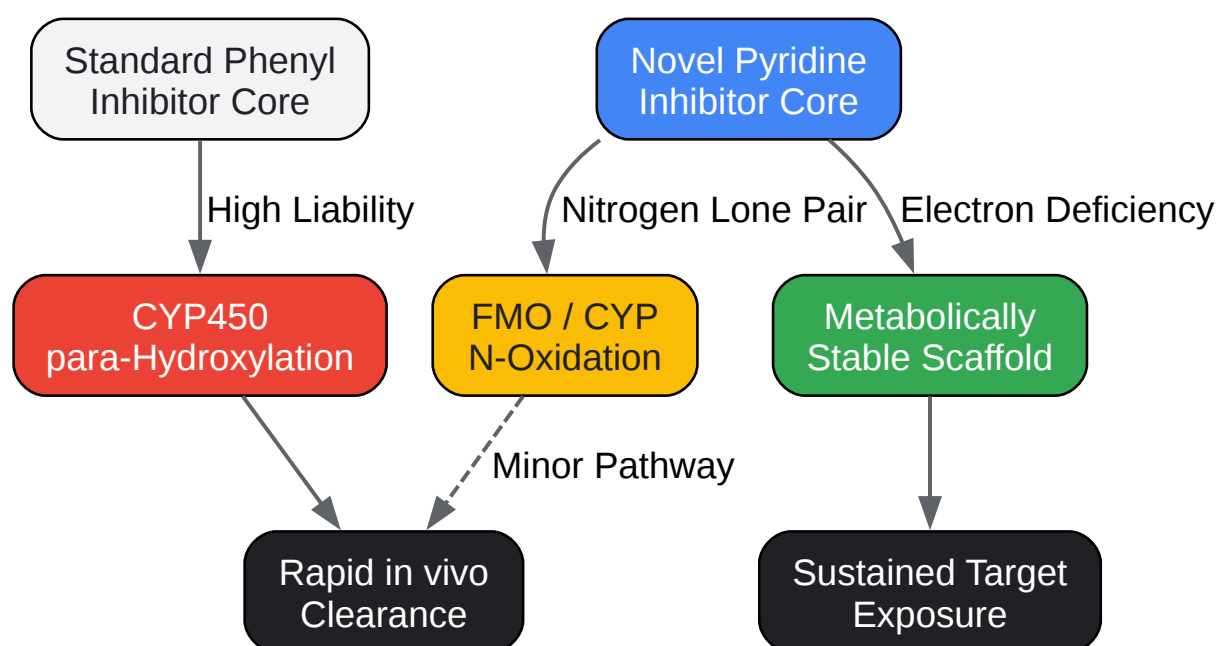 Standard Phenyl
Inhibitor Core
Novel Pyridine
Inhibitor Core
High Liability
Nitrogen Lone Pair
Electron Deficiency
CYP450
para-Hydroxylation
FMO / CYP
N-Oxidation
Metabolically
Stable Scaffold
Minor Pathway
Rapid in vivo
Clearance
Sustained Target
Exposure